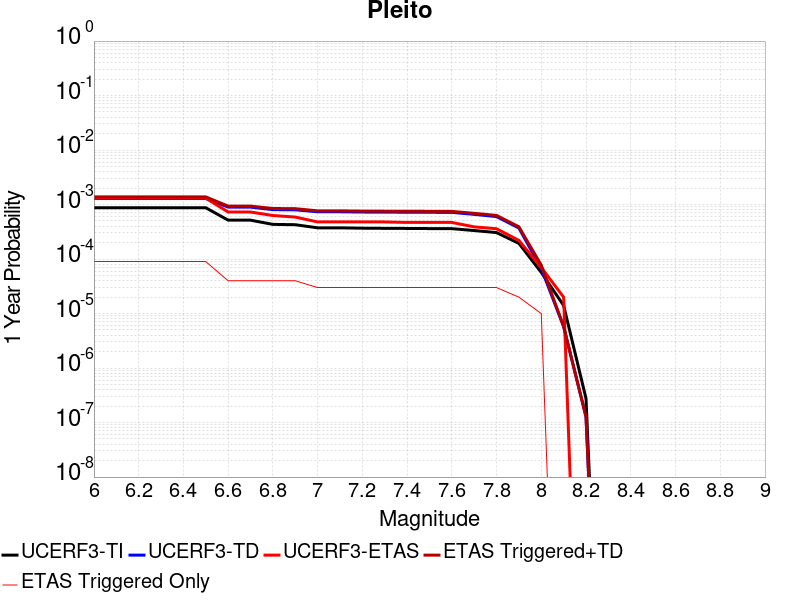 Pleito
10^0
10^-1
10^-2
10^-3
10^-4
10^-5
10^-6
10^-7
10^-8
1 Year Probability
6 6.2 6.4 6.6 6.8 7 7.2 7.4 7.6 7.8 8 8.2 8.4 8.6 8.8 9
Magnitude
UCERF3-TI UCERF3-TD UCERF3-ETAS ETAS Triggered+TD
ETAS Triggered Only